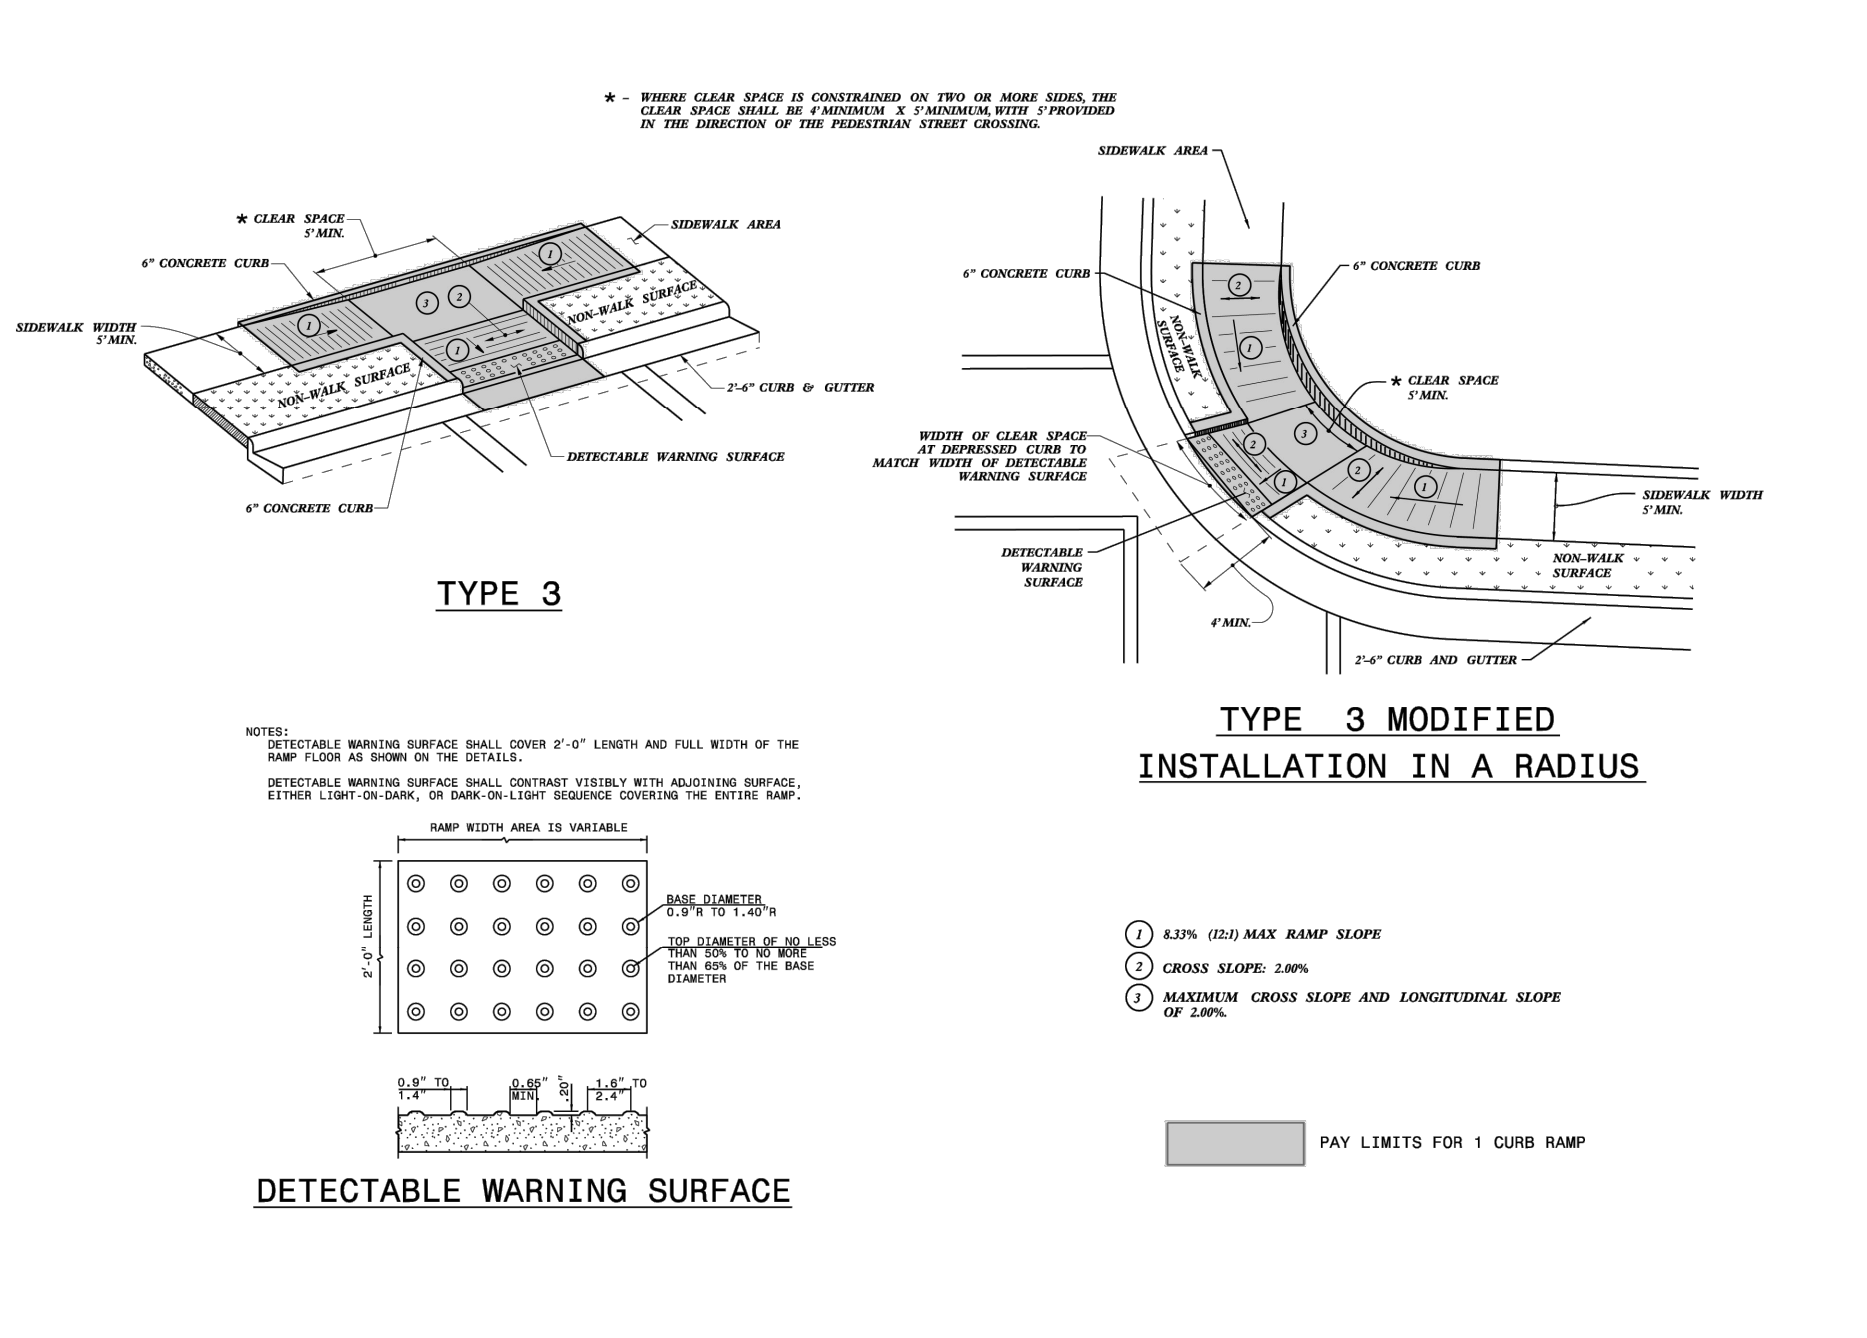 * – WHERE CLEAR SPACE IS CONSTRAINED ON TWO OR MORE SIDES, THE
CLEAR SPACE SHALL BE 4' MINIMUM X 5' MINIMUM, WITH 5' PROVIDED
IN THE DIRECTION OF THE PEDESTRIAN STREET CROSSING.
* CLEAR SPACE
5' MIN.
SIDEWALK AREA
6" CONCRETE CURB
SIDEWALK WIDTH
5' MIN.
1
3
2
1
1
NON–WALK SURFACE
NON–WALK SURFACE
2'–6" CURB & GUTTER
DETECTABLE WARNING SURFACE
6" CONCRETE CURB
TYPE 3
SIDEWALK AREA
6" CONCRETE CURB
6" CONCRETE CURB
2
1
NON–WALK
SURFACE
* CLEAR SPACE
5' MIN.
WIDTH OF CLEAR SPACE
AT DEPRESSED CURB TO
MATCH WIDTH OF DETECTABLE
WARNING SURFACE
2
3
2
1
1
SIDEWALK WIDTH
5' MIN.
DETECTABLE
WARNING
SURFACE
NON–WALK
SURFACE
4' MIN.
2'–6" CURB AND GUTTER
TYPE 3 MODIFIED
INSTALLATION IN A RADIUS
NOTES:
DETECTABLE WARNING SURFACE SHALL COVER 2'-0" LENGTH AND FULL WIDTH OF THE
RAMP FLOOR AS SHOWN ON THE DETAILS.
DETECTABLE WARNING SURFACE SHALL CONTRAST VISIBLY WITH ADJOINING SURFACE,
EITHER LIGHT-ON-DARK, OR DARK-ON-LIGHT SEQUENCE COVERING THE ENTIRE RAMP.
RAMP WIDTH AREA IS VARIABLE
2'-0" LENGTH
BASE DIAMETER
0.9"R TO 1.40"R
TOP DIAMETER OF NO LESS
THAN 50% TO NO MORE
THAN 65% OF THE BASE
DIAMETER
0.9" TO
1.4"
0.65"
MIN.
.20"
1.6" TO
2.4"
DETECTABLE WARNING SURFACE
1 8.33% (12:1) MAX RAMP SLOPE
2 CROSS SLOPE: 2.00%
3 MAXIMUM CROSS SLOPE AND LONGITUDINAL SLOPE
OF 2.00%.
PAY LIMITS FOR 1 CURB RAMP